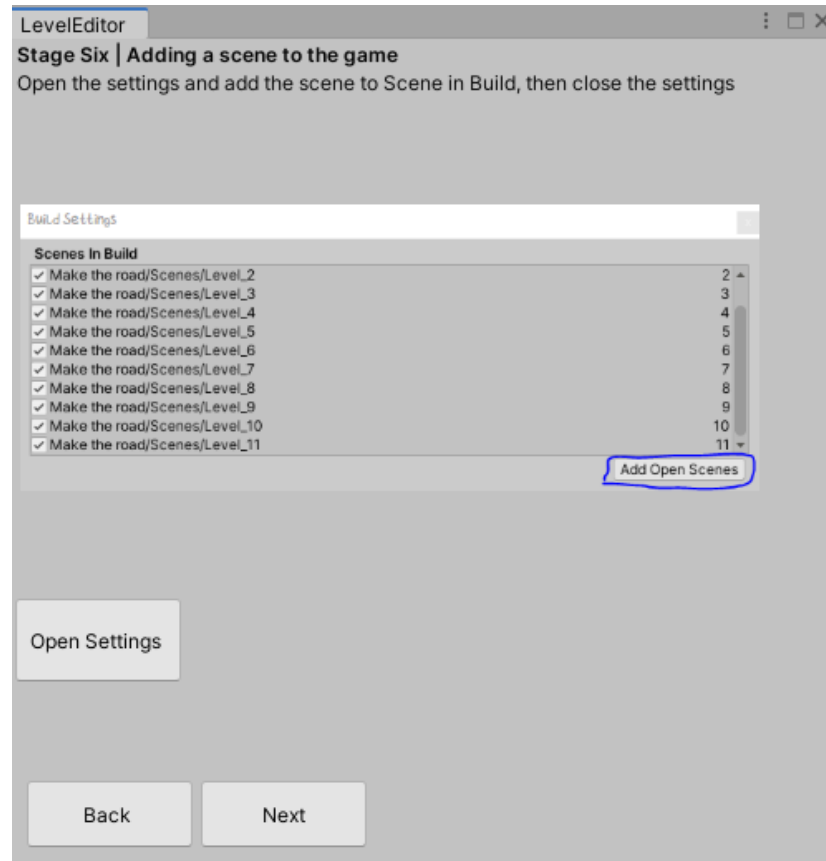 LevelEditor
Stage Six | Adding a scene to the game
Open the settings and add the scene to Scene in Build, then close the settings
Build Settings
Scenes In Build
Make the road/Scenes/Level_2 2
Make the road/Scenes/Level_3 3
Make the road/Scenes/Level_4 4
Make the road/Scenes/Level_5 5
Make the road/Scenes/Level_6 6
Make the road/Scenes/Level_7 7
Make the road/Scenes/Level_8 8
Make the road/Scenes/Level_9 9
Make the road/Scenes/Level_10 10
Make the road/Scenes/Level_11 11
Add Open Scenes
Open Settings
Back Next